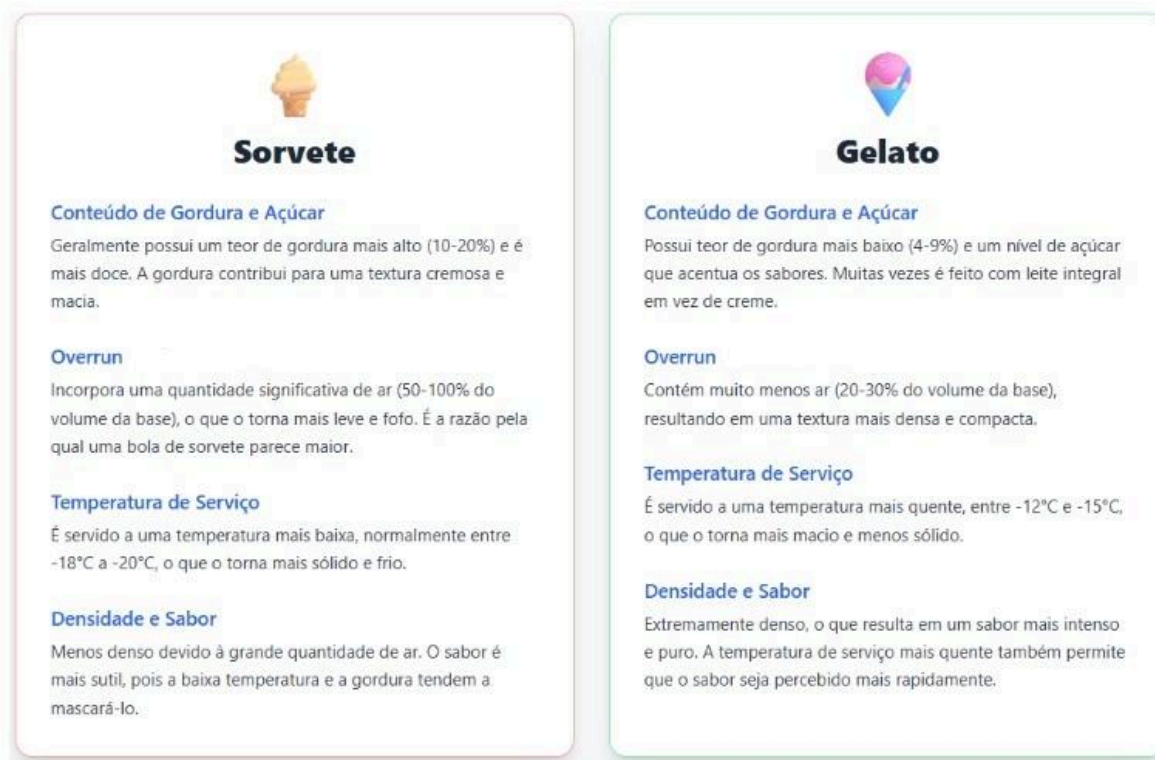 Sorvete
Conteúdo de Gordura e Açúcar
Geralmente possui um teor de gordura mais alto (10-20%) e é
mais doce. A gordura contribui para uma textura cremosa e
macia.
Overrun
Incorpora uma quantidade significativa de ar (50-100% do
volume da base), o que o torna mais leve e fofo. É a razão pela
qual uma bola de sorvete parece maior.
Temperatura de Serviço
É servido a uma temperatura mais baixa, normalmente entre
-18°C a -20°C, o que o torna mais sólido e frio.
Densidade e Sabor
Menos denso devido à grande quantidade de ar. O sabor é
mais sutil, pois a baixa temperatura e a gordura tendem a
mascará-lo.
Gelato
Conteúdo de Gordura e Açúcar
Possui teor de gordura mais baixo (4-9%) e um nível de açúcar
que acentua os sabores. Muitas vezes é feito com leite integral
em vez de creme.
Overrun
Contém muito menos ar (20-30% do volume da base),
resultando em uma textura mais densa e compacta.
Temperatura de Serviço
É servido a uma temperatura mais quente, entre -12°C e -15°C,
o que o torna mais macio e menos sólido.
Densidade e Sabor
Extremamente denso, o que resulta em um sabor mais intenso
e puro. A temperatura de serviço mais quente também permite
que o sabor seja percebido mais rapidamente.